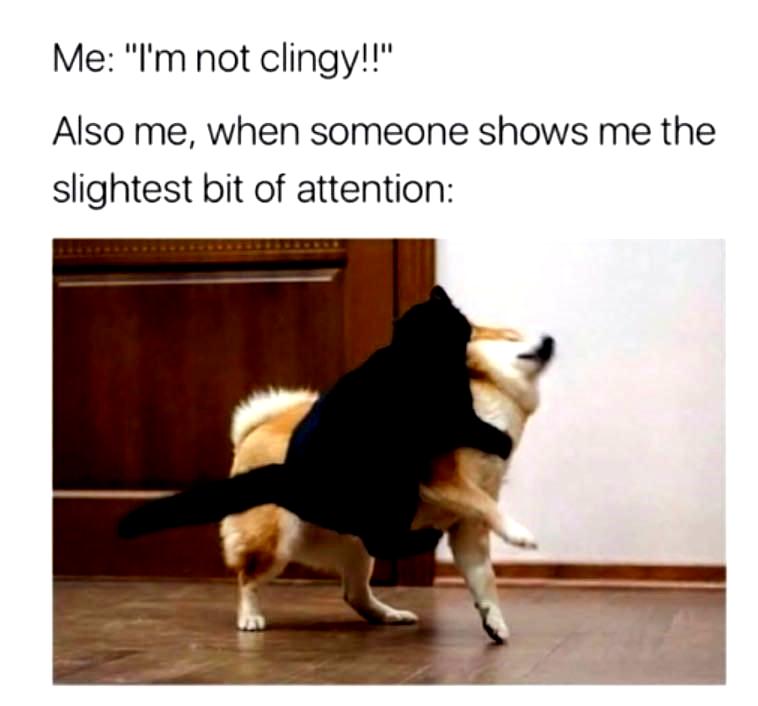 Me: "I'm not clingy!!"
Also me, when someone shows me the
slightest bit of attention: